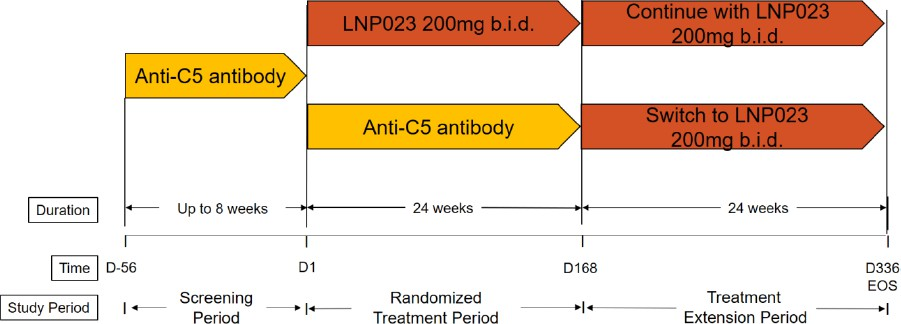 LNP023 200mg b.i.d.
Continue with LNP023
200mg b.i.d.
Anti-C5 antibody
Anti-C5 antibody
Switch to LNP023
200mg b.i.d.
Duration
Up to 8 weeks
24 weeks
24 weeks
Time
D-56
D1
D168
D336
EOS
Study Period
Screening
Period
Randomized
Treatment Period
Treatment
Extension Period